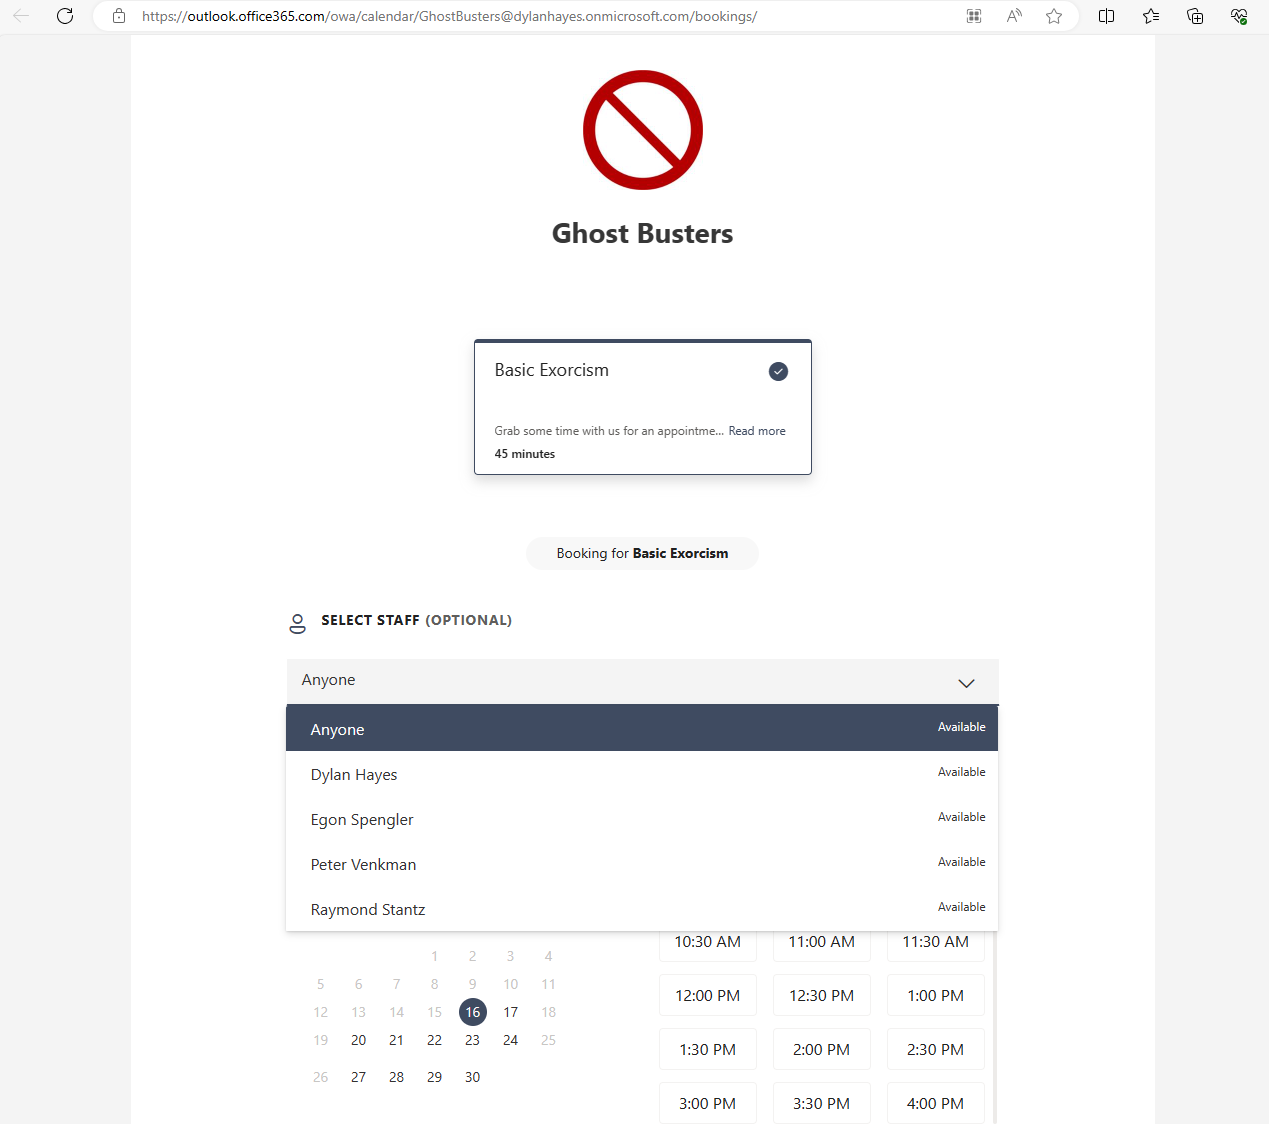 https://outlook.office365.com/owa/calendar/GhostBusters@dylanhayes.onmicrosoft.com/bookings/
Ghost Busters
Basic Exorcism
Grab some time with us for an appointme... Read more
45 minutes
Booking for Basic Exorcism
SELECT STAFF (OPTIONAL)
Anyone
Anyone Available
Dylan Hayes Available
Egon Spengler Available
Peter Venkman Available
Raymond Stantz Available
10:30 AM 11:00 AM 11:30 AM
1 2 3 4
5 6 7 8 9 10 11
12:00 PM 12:30 PM 1:00 PM
12 13 14 15 16 17 18
19 20 21 22 23 24 25
1:30 PM 2:00 PM 2:30 PM
26 27 28 29 30
3:00 PM 3:30 PM 4:00 PM